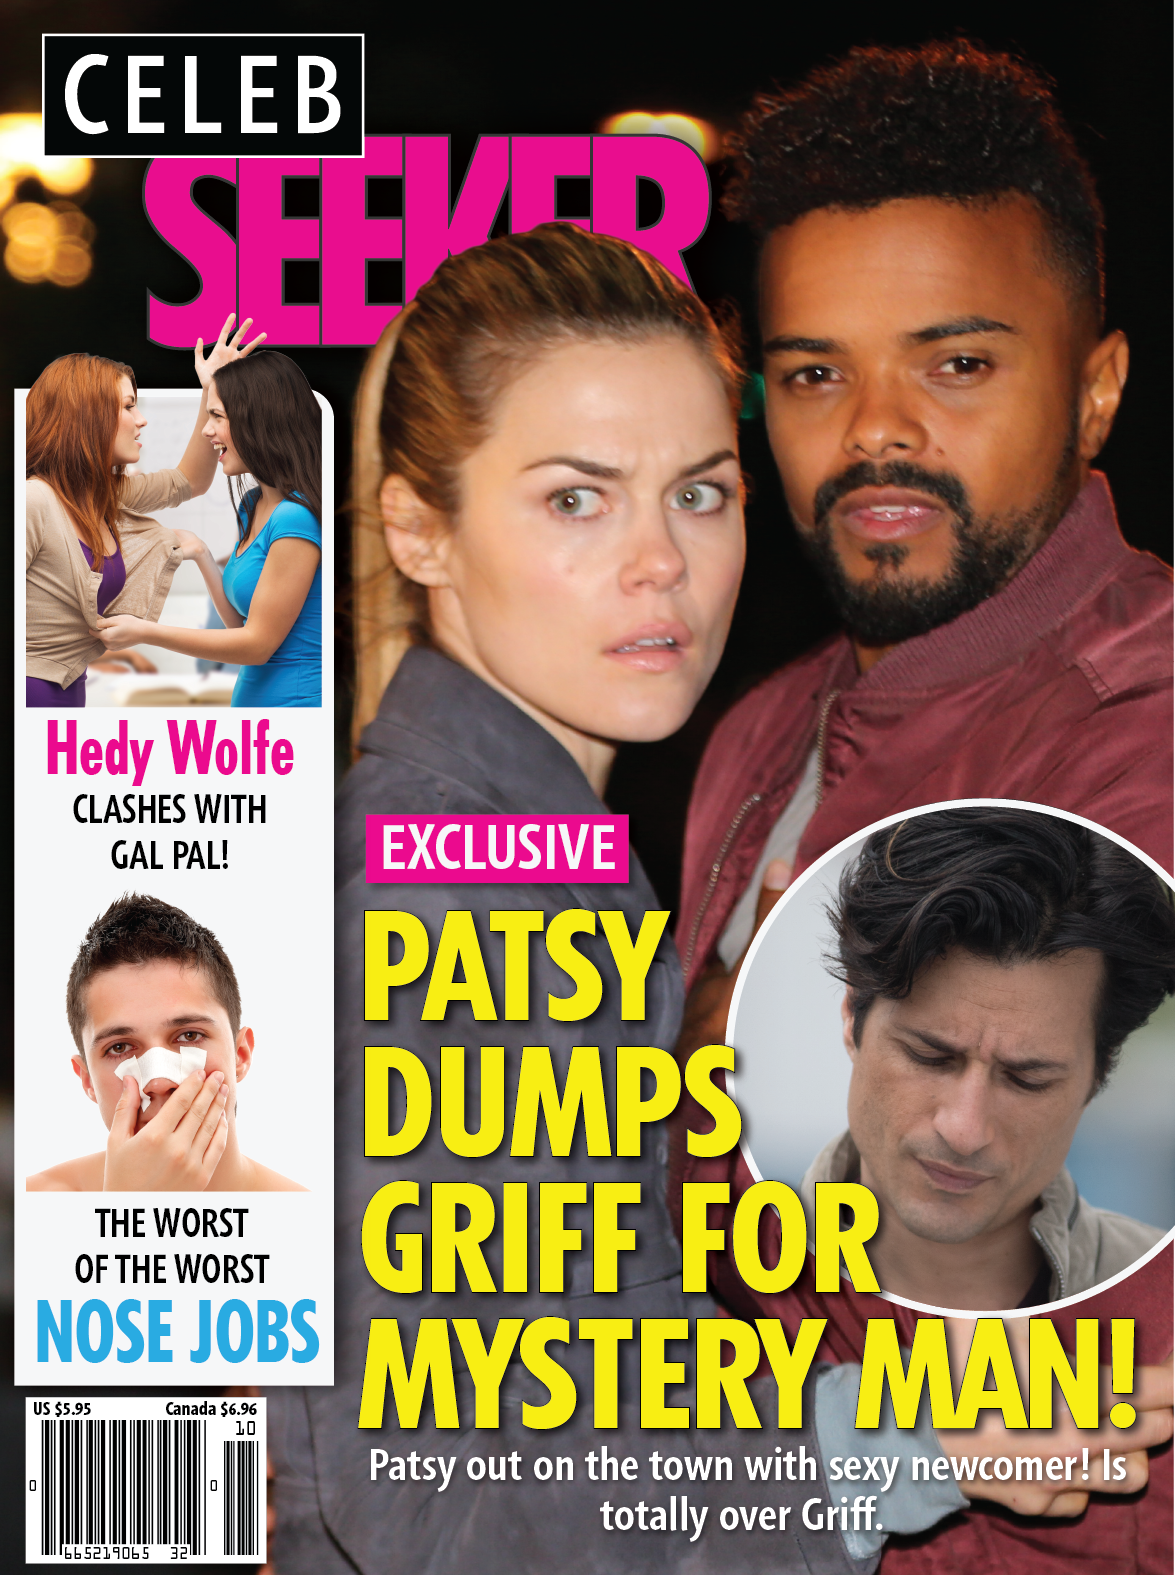 CELEB
SEEKER
Hedy Wolfe
CLASHES WITH
GAL PAL!
THE WORST
OF THE WORST
NOSE JOBS
EXCLUSIVE
PATSY
DUMPS
GRIFF FOR
MYSTERY MAN!
Patsy out on the town with sexy newcomer! Is
totally over Griff.
US $5.95 Canada $6.96
10
0 0
665219065 32